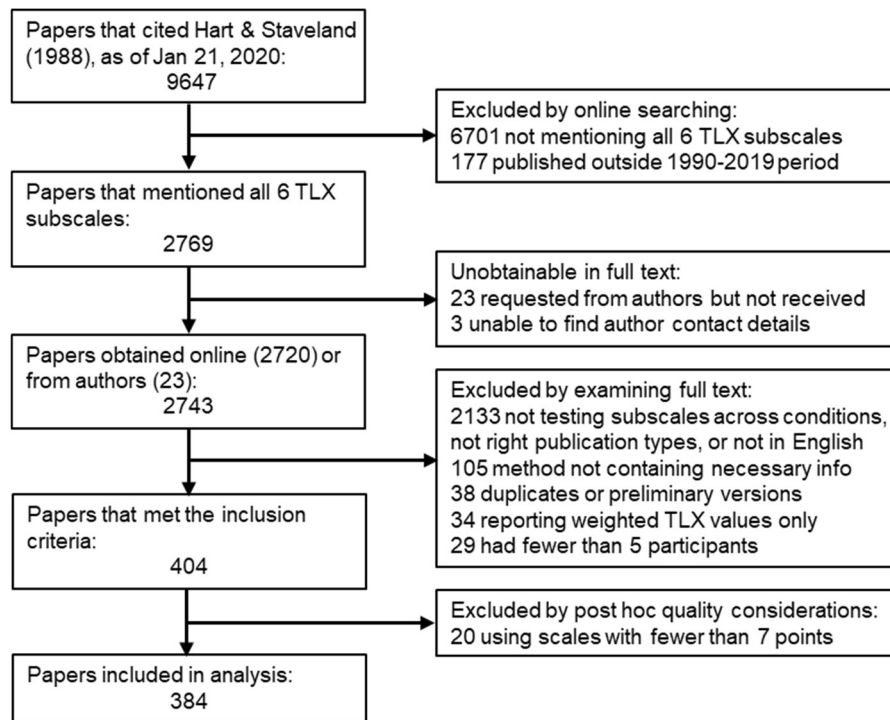 Papers that cited Hart & Staveland
(1988), as of Jan 21, 2020:
9647
Excluded by online searching:
6701 not mentioning all 6 TLX subscales
177 published outside 1990-2019 period
Papers that mentioned all 6 TLX
subscales:
2769
Unobtainable in full text:
23 requested from authors but not received
3 unable to find author contact details
Papers obtained online (2720) or
from authors (23):
2743
Excluded by examining full text:
2133 not testing subscales across conditions,
not right publication types, or not in English
105 method not containing necessary info
38 duplicates or preliminary versions
34 reporting weighted TLX values only
29 had fewer than 5 participants
Papers that met the inclusion
criteria:
404
Excluded by post hoc quality considerations:
20 using scales with fewer than 7 points
Papers included in analysis:
384